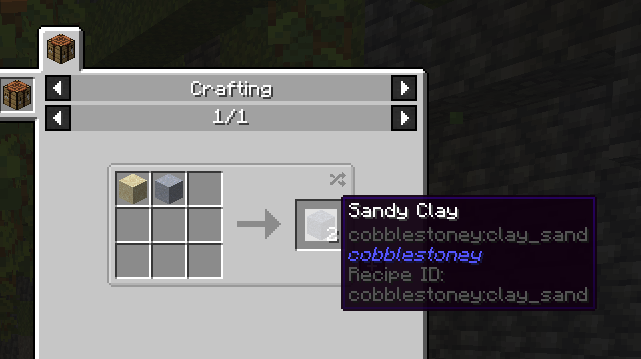 Crafting
1/1
2
Sandy Clay
cobblestoney:clay_sand
cobblestoney
Recipe ID:
cobblestoney:clay_sand